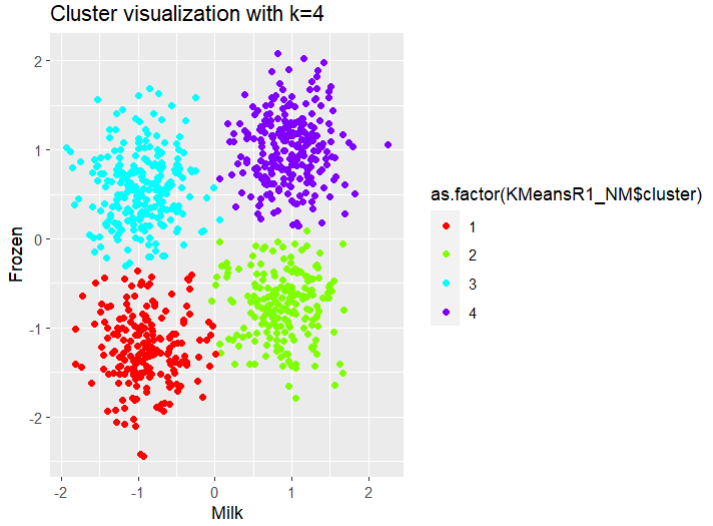 Cluster visualization with k=4
2
1
0
-1
-2
Frozen
-2 -1 0 1 2
Milk
as.factor(KMeansR1_NM$cluster)
1
2
3
4